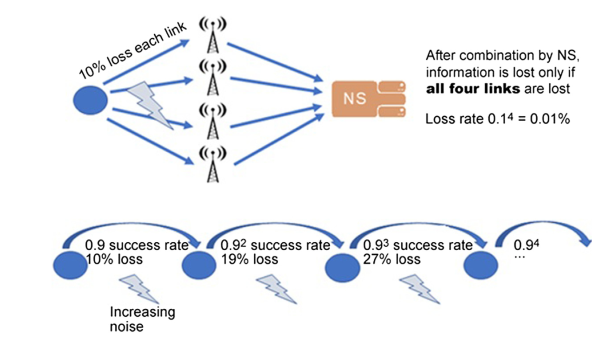 10% loss each link
NS
After combination by NS,
information is lost only if
all four links are lost
Loss rate 0.1⁴ = 0.01%
0.9 success rate
10% loss
0.9² success rate
19% loss
0.9³ success rate
27% loss
0.9⁴
...
Increasing
noise